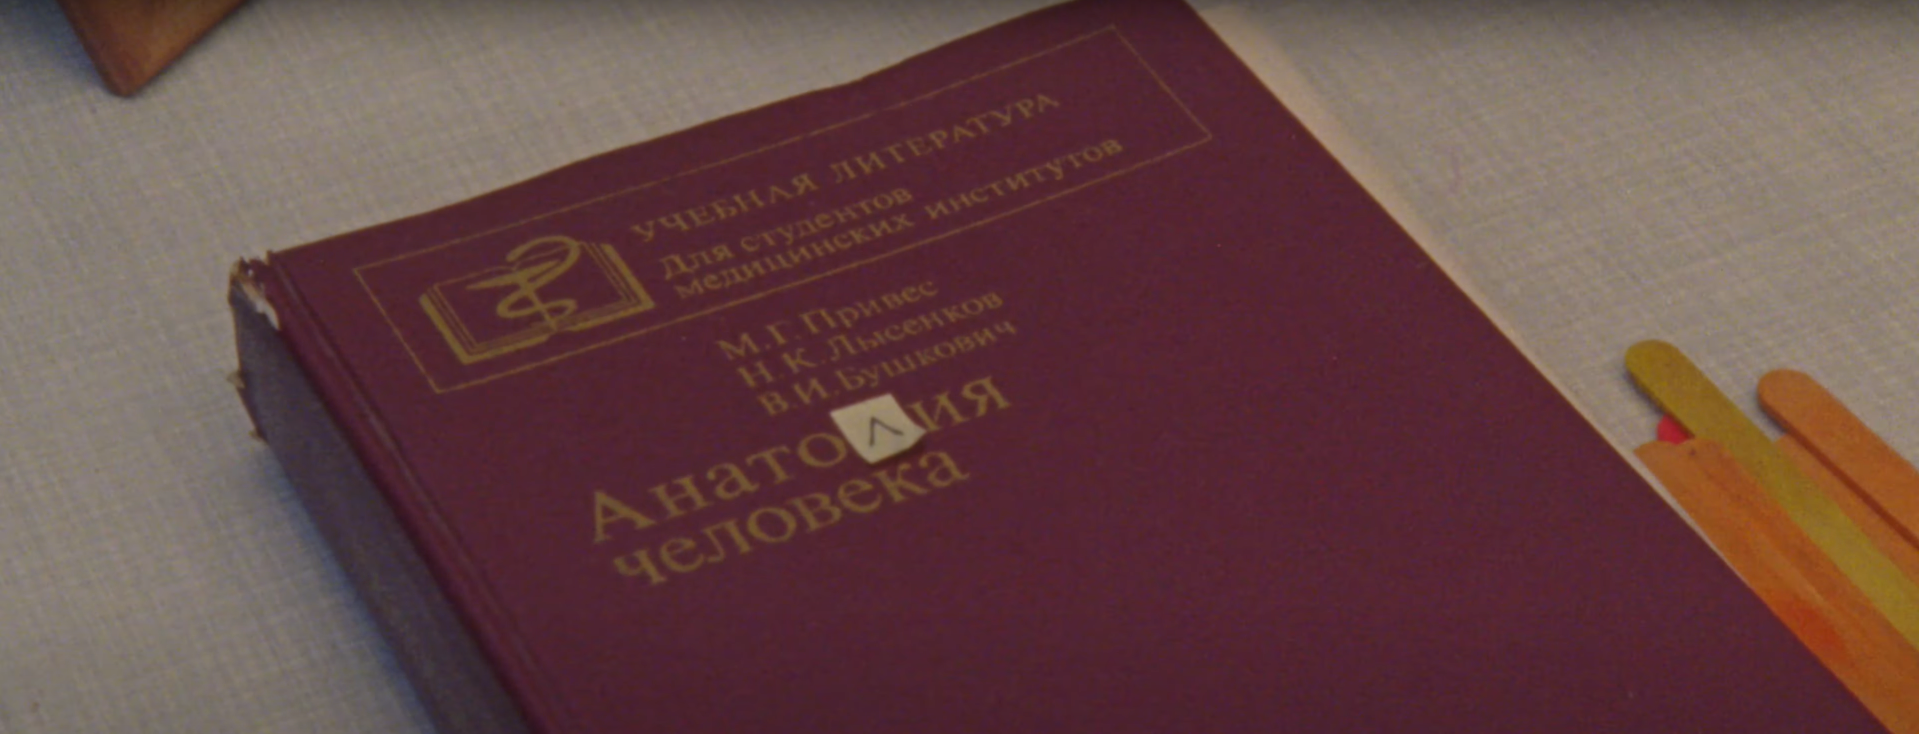 УЧЕБНАЯ ЛИТЕРАТУРА
Для студентов
медицинских институтов
М.Г. Привес
Н.К. Лысенков
В.И. Бушкович
АнатоЛия
человека